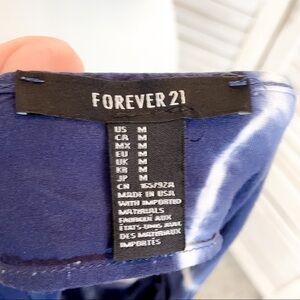 FOREVER 21
US M
CA M
MX M
EU M
UK M
KR M
JP M
CN 165/92A
MADE IN USA
WITH IMPORTED
MATERIALS
FABRIQUE AUX
ÉTATS-UNIS AVEC
DES MATÉRIAUX
IMPORTÉS